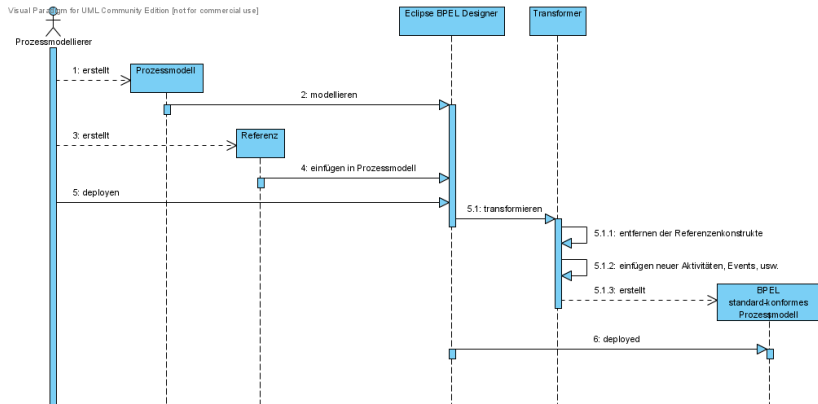 Visual Paradigm for UML Community Edition [not for commercial use]
Prozessmodellierer
Eclipse BPEL Designer
Transformer
1: erstellt
Prozessmodell
2: modellieren
3: erstellt
Referenz
4: einfügen in Prozessmodell
5: deployen
5.1: transformieren
5.1.1: entfernen der Referenzenkonstrukte
5.1.2: einfügen neuer Aktivitäten, Events, usw.
5.1.3: erstellt
BPEL
standard-konformes
Prozessmodell
6: deployed